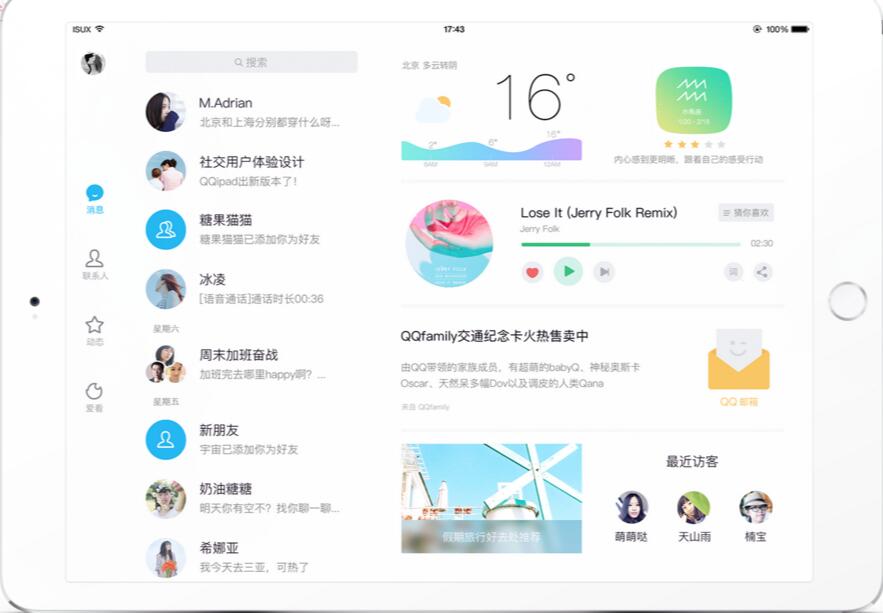 ISUX
17:43
100%
搜索
M.Adrian
北京和上海分别都穿什么呀...
社交用户体验设计
QQipad出新版本了！
糖果猫猫
糖果猫猫已添加你为好友
冰凌
[语音通话]通话时长00:36
星期六
周末加班奋战
加班完去哪里happy啊？...
星期五
新朋友
宇宙已添加你为好友
奶油糖糖
明天你有空不？找你聊一聊...
希娜亚
我今天去三亚，可热了
消息
联系人
动态
爱看
北京 多云转阴
16°
2°
6°
16°
6AM
9AM
12AM
水瓶座
1/20 - 2/18
内心感到更明晰，跟着自己的感受行动
Lose It (Jerry Folk Remix)
猜你喜欢
Jerry Folk
02:30
词
QQfamily交通纪念卡火热售卖中
由QQ带领的家族成员，有超萌的babyQ、神秘奥斯卡
Oscar、天然呆多幅Dov以及调皮的人类Qana
来自 QQfamily
QQ 邮箱
假期旅行好去处推荐
最近访客
萌萌哒
天山雨
楠宝